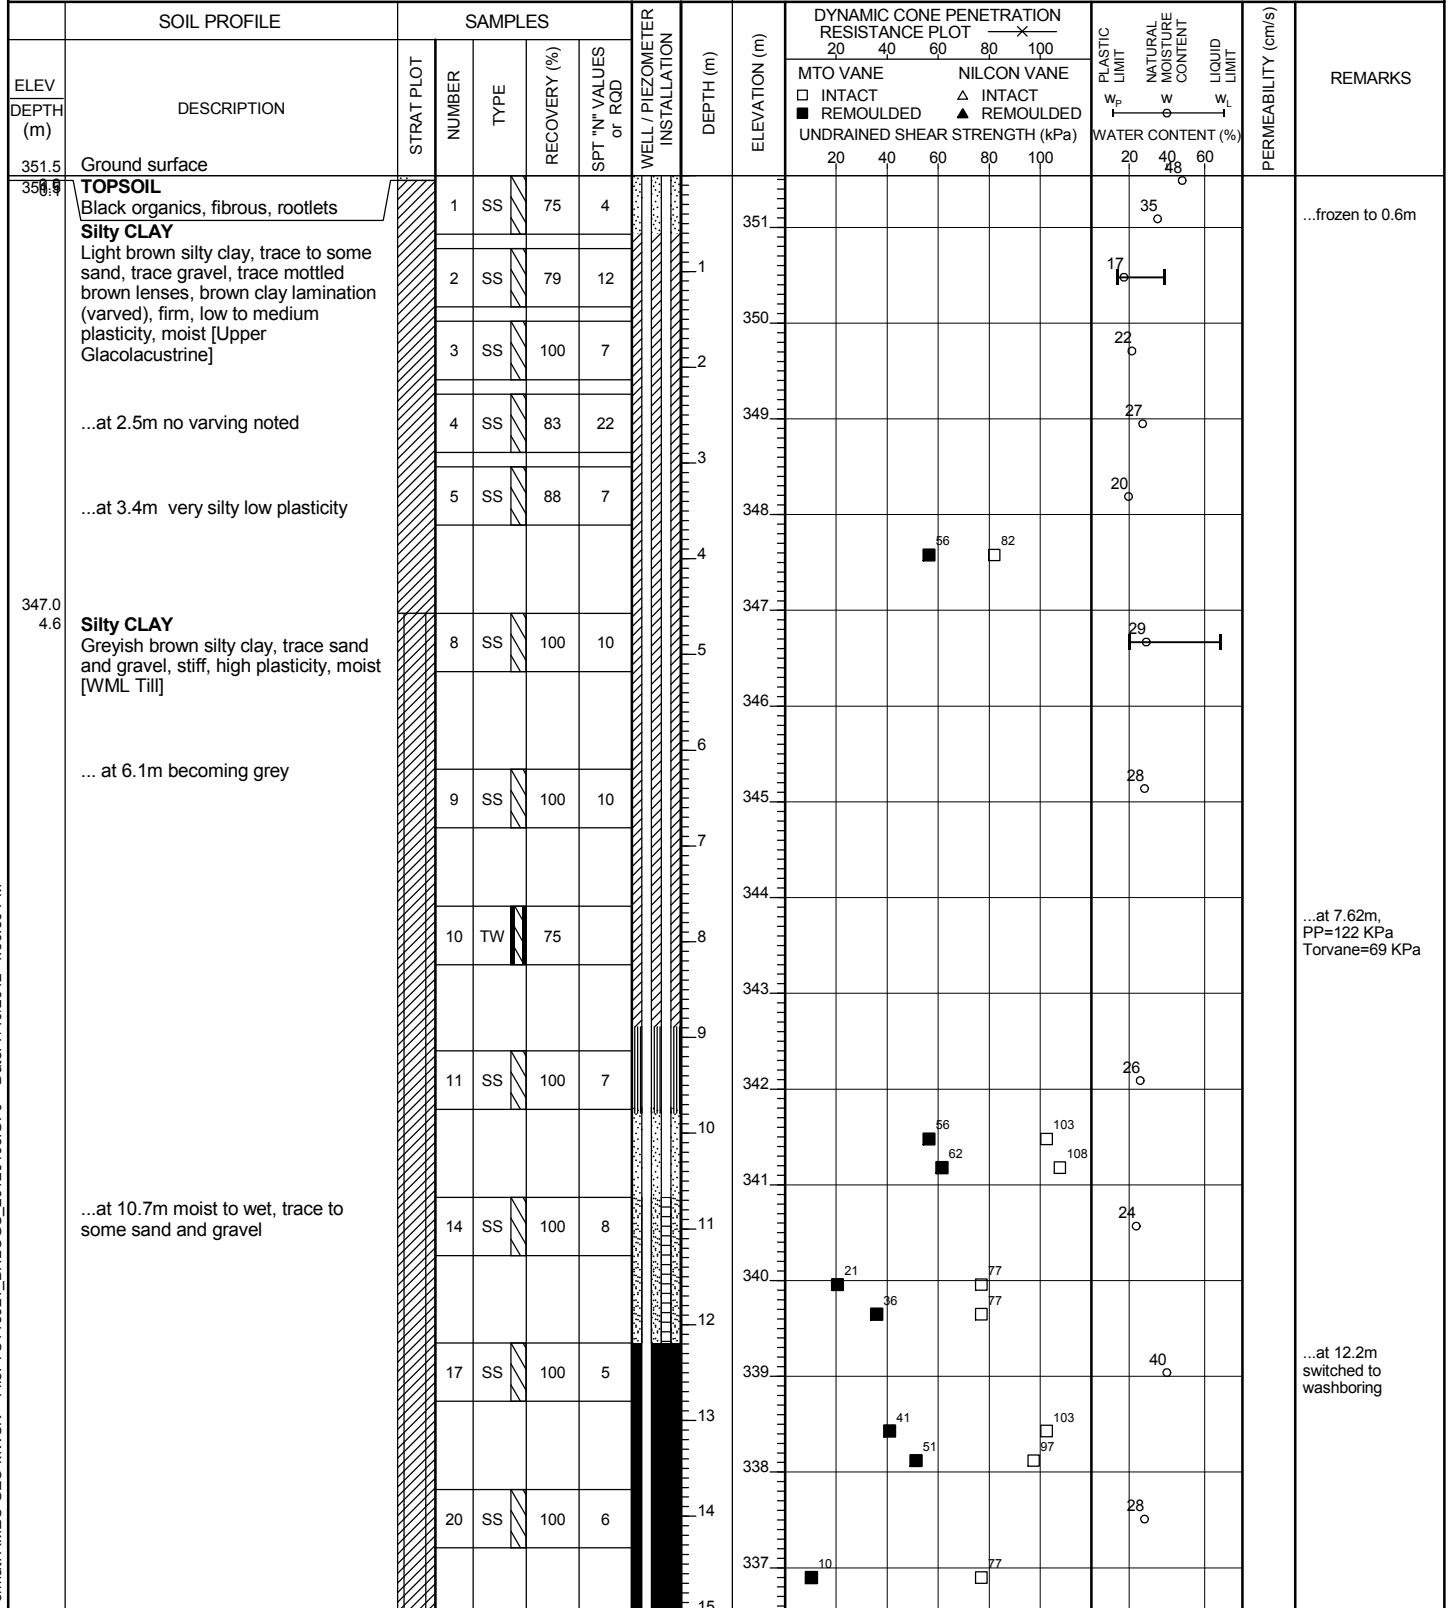 SOIL PROFILE
SAMPLES
ELEV
DEPTH
(m)
DESCRIPTION
STRAT PLOT
NUMBER
TYPE
RECOVERY (%)
SPT "N" VALUES
or RQD
WELL / PIEZOMETER
INSTALLATION
DEPTH (m)
ELEVATION (m)
DYNAMIC CONE PENETRATION
RESISTANCE PLOT
20 40 60 80 100
MTO VANE NILCON VANE
INTACT INTACT
REMOULDED REMOULDED
UNDRAINED SHEAR STRENGTH (kPa)
20 40 60 80 100
PLASTIC
LIMIT
NATURAL
MOISTURE
CONTENT
LIQUID
LIMIT
WP W WL
WATER CONTENT (%)
20 40 60
PERMEABILITY (cm/s)
REMARKS
351.5 Ground surface
48
TOPSOIL
Black organics, fibrous, rootlets
1 SS 75 4
35
...frozen to 0.6m
351
Silty CLAY
Light brown silty clay, trace to some
sand, trace gravel, trace mottled
brown lenses, brown clay lamination
(varved), firm, low to medium
plasticity, moist [Upper
Glacolacustrine]
2 SS 79 12
1
17
350
3 SS 100 7
2
22
...at 2.5m no varving noted
4 SS 83 22
349
27
3
...at 3.4m very silty low plasticity
5 SS 88 7
20
348
4
56 82
347.0
4.6
347
Silty CLAY
Greyish brown silty clay, trace sand
and gravel, stiff, high plasticity, moist
[WML Till]
8 SS 100 10
5
29
346
6
... at 6.1m becoming grey
9 SS 100 10
345
28
7
344
10 TW 75
8
...at 7.62m,
PP=122 KPa
Torvane=69 KPa
343
9
11 SS 100 7
342
26
10
56 103
62 108
341
...at 10.7m moist to wet, trace to
some sand and gravel
14 SS 100 8
11
24
340
21 77
36 77
12
17 SS 100 5
339
40
...at 12.2m
switched to
washboring
13
41 103
51 97
338
20 SS 100 6
14
28
337
10 77
15